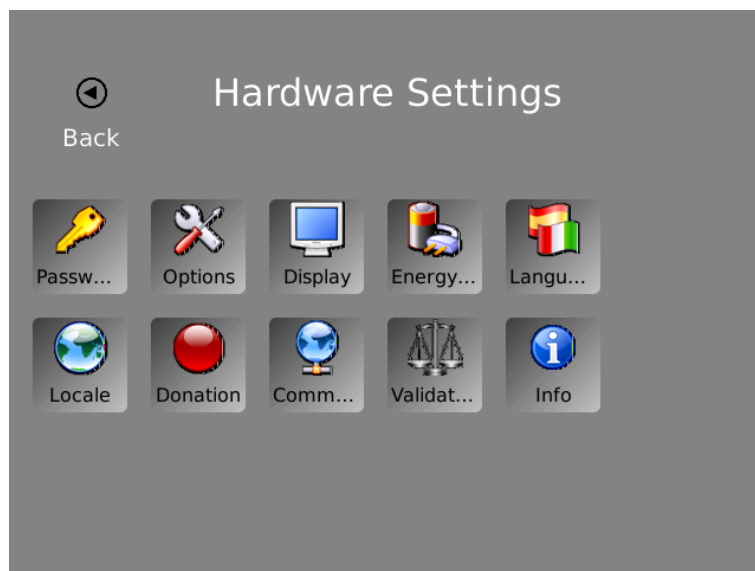 Hardware Settings
Back
Passw...
Options
Display
Energy...
Langu...
Locale
Donation
Comm...
Validat...
Info